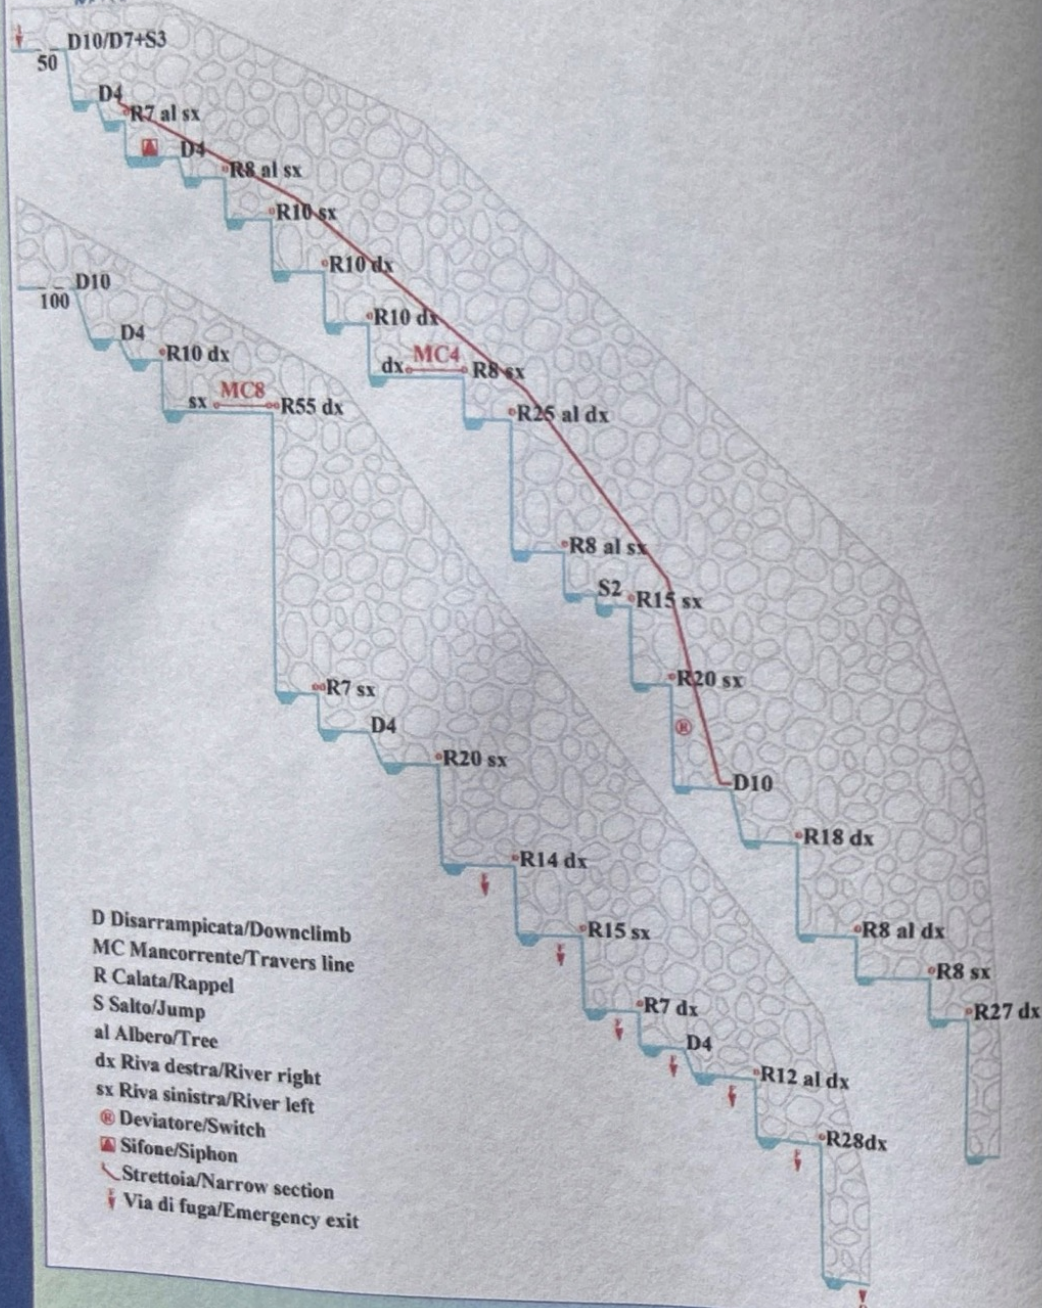 D10/D7+S3
50
D4
R7 al sx
D4
R8 al sx
R10 sx
R10 dx
R10 dx
dx MC4 R8 sx
R25 al dx
R8 al sx
S2 R15 sx
R20 sx
R
D10
R18 dx
R8 al dx
R8 sx
R27 dx
D10
100
D4
R10 dx
sx MC8 R55 dx
R7 sx
D4
R20 sx
R14 dx
R15 sx
R7 dx
D4
R12 al dx
R28dx
D Disarrampicata/Downclimb
MC Mancorrente/Travers line
R Calata/Rappel
S Salto/Jump
al Albero/Tree
dx Riva destra/River right
sx Riva sinistra/River left
® Deviatore/Switch
Sifone/Siphon
Strettoia/Narrow section
Via di fuga/Emergency exit